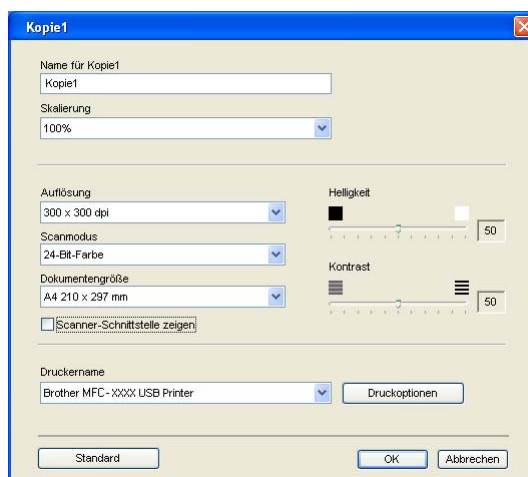 Kopie1
Name für Kopie1
Kopie1
Skalierung
100%
Auflösung
300 x 300 dpi
Scanmodus
24-Bit-Farbe
Dokumentengröße
A4 210 x 297 mm
Scanner-Schnittstelle zeigen
Helligkeit
50
Kontrast
50
Druckername
Brother MFC-XXXX USB Printer
Druckoptionen
Standard
OK
Abbrechen